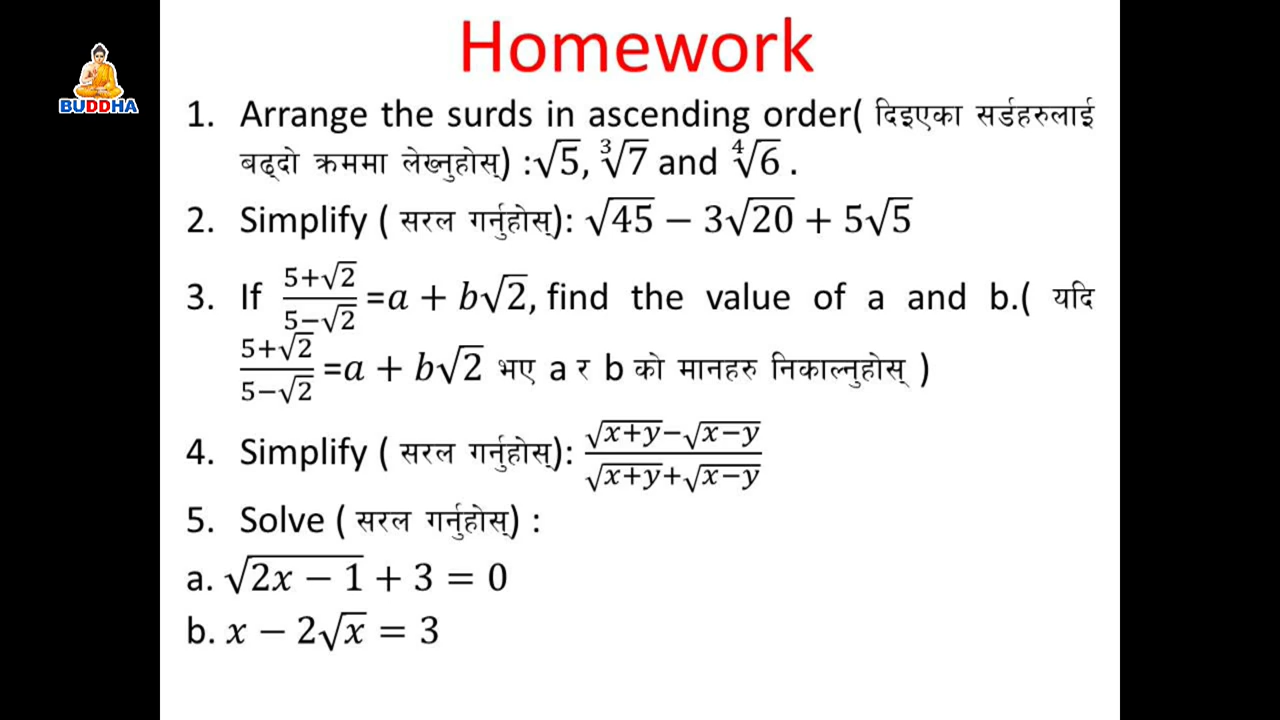 Homework
BUDDHA
1. Arrange the surds in ascending order( दिइएका सर्डहरुलाई
बढ्दो क्रममा लेख्नुहोस्) :√5, ∛7 and ∜6 .
2. Simplify ( सरल गर्नुहोस्): √45 − 3√20 + 5√5
3. If (5+√2)/(5−√2) =a + b√2, find the value of a and b.( यदि
(5+√2)/(5−√2) =a + b√2 भए a र b को मानहरु निकाल्नुहोस् )
4. Simplify ( सरल गर्नुहोस्): (√(x+y)−√(x−y))/(√(x+y)+√(x−y))
5. Solve ( सरल गर्नुहोस्) :
a. √(2x − 1) + 3 = 0
b. x − 2√x = 3